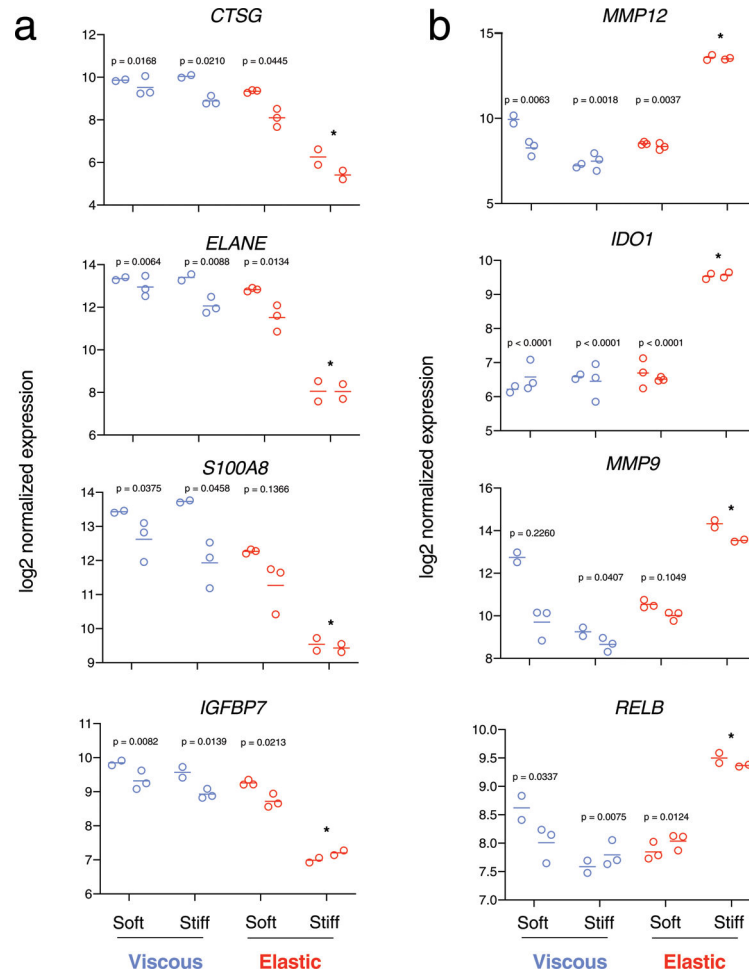 a
CTSG
12
10
8
6
4
p = 0.0168
p = 0.0210
p = 0.0445
*
ELANE
14
12
10
8
6
p = 0.0064
p = 0.0088
p = 0.0134
*
log2 normalized expression
S100A8
14
13
12
11
10
9
p = 0.0375
p = 0.0458
p = 0.1366
*
IGFBP7
11
10
9
8
7
6
p = 0.0082
p = 0.0139
p = 0.0213
*
Soft
Stiff
Soft
Stiff
Viscous
Elastic
b
MMP12
15
10
5
p = 0.0063
p = 0.0018
p = 0.0037
*
IDO1
10
9
8
7
6
5
p < 0.0001
p < 0.0001
p < 0.0001
*
log2 normalized expression
MMP9
16
14
12
10
8
p = 0.2260
p = 0.0407
p = 0.1049
*
RELB
10.0
9.5
9.0
8.5
8.0
7.5
7.0
p = 0.0337
p = 0.0075
p = 0.0124
*
Soft
Stiff
Soft
Stiff
Viscous
Elastic